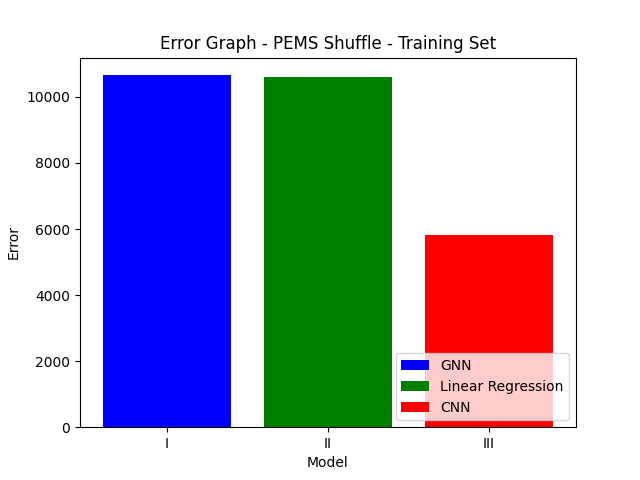 Error Graph - PEMS Shuffle - Training Set
10000
8000
6000
4000
2000
0
Error
GNN
Linear Regression
CNN
I
II
III
Model